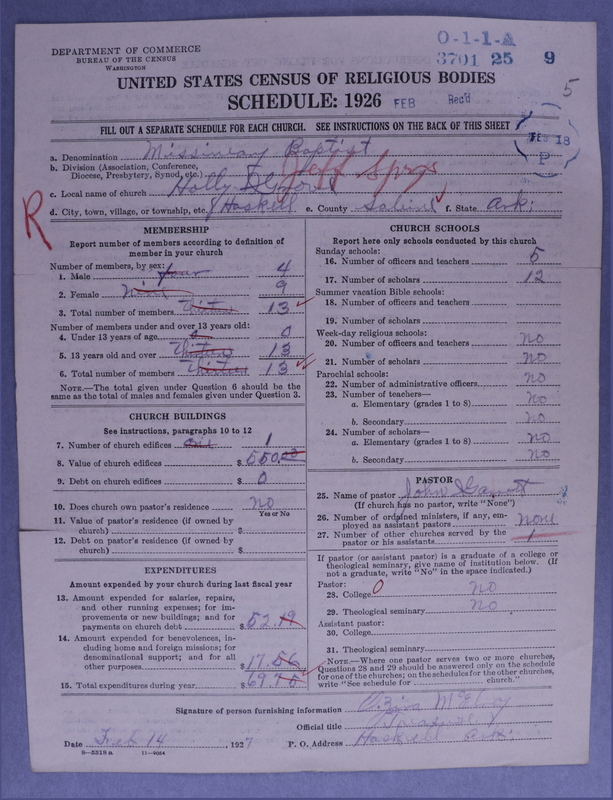 DEPARTMENT OF COMMERCE
BUREAU OF THE CENSUS
WASHINGTON
O-1-1-A
3701 25 9
5
UNITED STATES CENSUS OF RELIGIOUS BODIES
SCHEDULE: 1926 FEB Rec'd
FILL OUT A SEPARATE SCHEDULE FOR EACH CHURCH. SEE INSTRUCTIONS ON THE BACK OF THIS SHEET
18
P
a. Denomination Baptist
b. Division (Association, Conference, Diocese, Presbytery, Synod, etc.) Jeff Sprgs
c. Local name of church Holly
R
d. City, town, village, or township, etc. Haskell e. County Saline f. State Ark.
MEMBERSHIP
Report number of members according to definition of member in your church
Number of members, by sex:
1. Male four 4
2. Female Nine 9
3. Total number of members 13
Number of members under and over 13 years old:
4. Under 13 years of age 0
5. 13 years old and over 13
6. Total number of members 13
NOTE.—The total given under Question 6 should be the same as the total of males and females given under Question 3.
CHURCH BUILDINGS
See instructions, paragraphs 10 to 12
7. Number of church edifices one 1
8. Value of church edifices $ 550.00
9. Debt on church edifices $ 0
10. Does church own pastor's residence No
Yes or No
11. Value of pastor's residence (if owned by church) $
12. Debt on pastor's residence (if owned by church) $
EXPENDITURES
Amount expended by your church during last fiscal year
13. Amount expended for salaries, repairs, and other running expenses; for improvements or new buildings; and for payments on church debt $ 52.19
14. Amount expended for benevolences, including home and foreign missions; for denominational support; and for all other purposes $ 17.56
15. Total expenditures during year $ 69.75
CHURCH SCHOOLS
Report here only schools conducted by this church
Sunday schools:
16. Number of officers and teachers 5
17. Number of scholars 12
Summer vacation Bible schools:
18. Number of officers and teachers
19. Number of scholars
Week-day religious schools:
20. Number of officers and teachers No
21. Number of scholars No
Parochial schools:
22. Number of administrative officers No
23. Number of teachers—
a. Elementary (grades 1 to 8) No
b. Secondary No
24. Number of scholars—
a. Elementary (grades 1 to 8) No
b. Secondary No
PASTOR
25. Name of pastor John
(If church has no pastor, write "None")
26. Number of ordained ministers, if any, employed as assistant pastors None
27. Number of other churches served by the pastor or his assistants
If pastor (or assistant pastor) is a graduate of a college or theological seminary, give name of institution below. (If not a graduate, write "No" in the space indicated.)
Pastor:
28. College 0 No
29. Theological seminary No
Assistant pastor:
30. College
31. Theological seminary
NOTE.—Where one pastor serves two or more churches, Questions 28 and 29 should be answered only on the schedule for one of the churches; on the schedules for the other churches, write "See schedule for church."
Signature of person furnishing information
Official title
Date Feb 14, 1927 P. O. Address Haskell Ark.
8—5318 a 11—9054